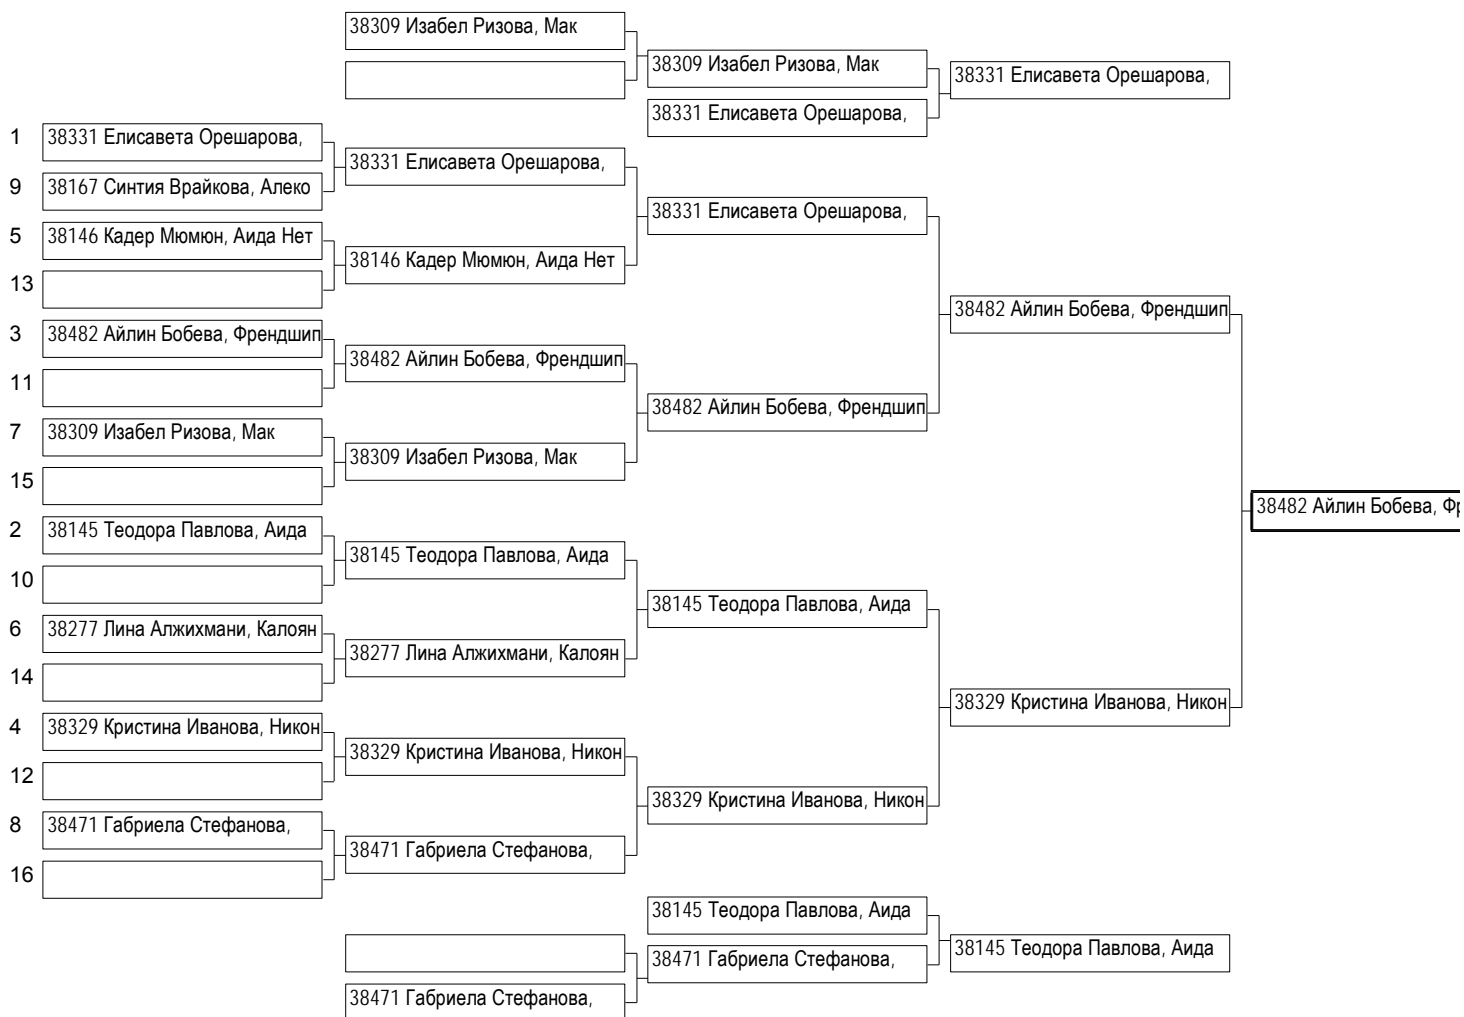 38309 Изабел Ризова, Мак
38309 Изабел Ризова, Мак
38331 Елисавета Орешарова,
38331 Елисавета Орешарова,
1 38331 Елисавета Орешарова,
38331 Елисавета Орешарова,
9 38167 Синтия Врайкова, Алеко
38331 Елисавета Орешарова,
5 38146 Кадер Мюмюн, Аида Нет
38146 Кадер Мюмюн, Аида Нет
13
38482 Айлин Бобева, Френдшип
3 38482 Айлин Бобева, Френдшип
38482 Айлин Бобева, Френдшип
11
38482 Айлин Бобева, Френдшип
7 38309 Изабел Ризова, Мак
38309 Изабел Ризова, Мак
15
38482 Айлин Бобева, Фр
2 38145 Теодора Павлова, Аида
38145 Теодора Павлова, Аида
10
38145 Теодора Павлова, Аида
6 38277 Лина Алжихмани, Калоян
38277 Лина Алжихмани, Калоян
14
38329 Кристина Иванова, Никон
4 38329 Кристина Иванова, Никон
38329 Кристина Иванова, Никон
12
38329 Кристина Иванова, Никон
8 38471 Габриела Стефанова,
38471 Габриела Стефанова,
16
38145 Теодора Павлова, Аида
38145 Теодора Павлова, Аида
38471 Габриела Стефанова,
38471 Габриела Стефанова,